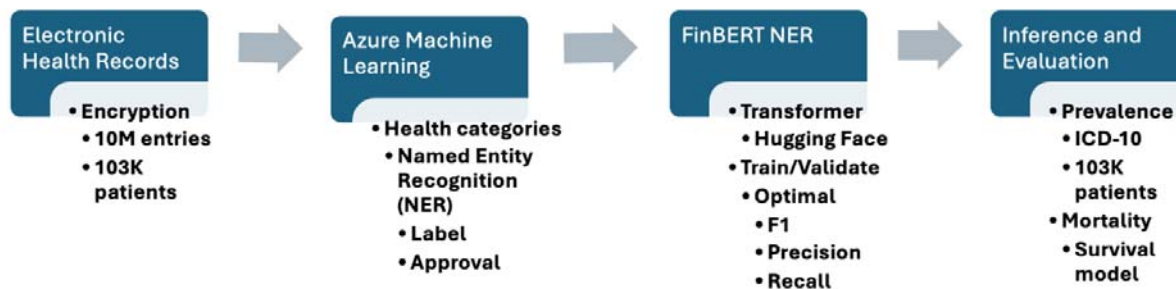 Electronic
Health Records
• Encryption
• 10M entries
• 103K
patients
Azure Machine
Learning
• Health categories
• Named Entity
Recognition
(NER)
• Label
• Approval
FinBERT NER
• Transformer
• Hugging Face
• Train/Validate
• Optimal
• F1
• Precision
• Recall
Inference and
Evaluation
• Prevalence
• ICD-10
• 103K
patients
• Mortality
• Survival
model